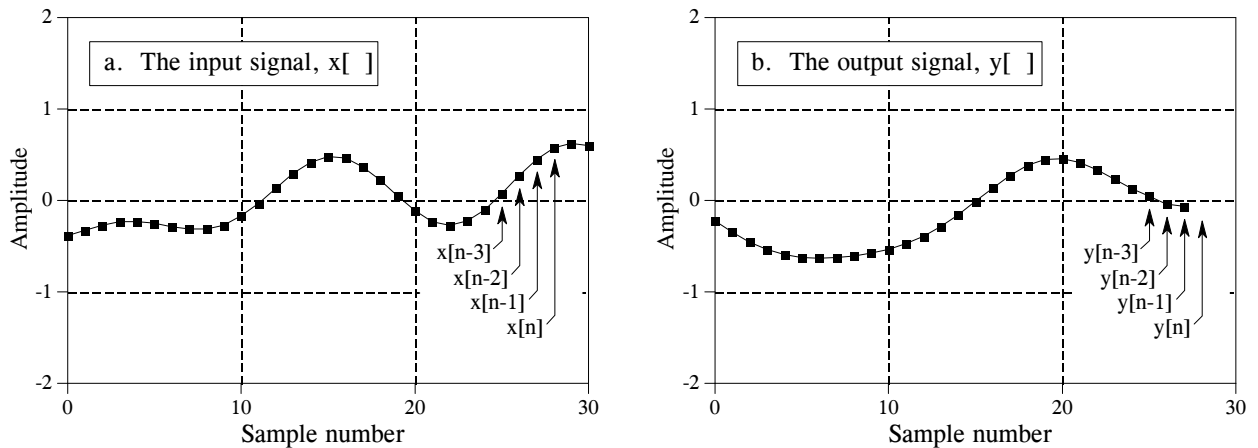 2
a. The input signal, x[ ]
1
0
-1
-2
Amplitude
x[n-3]
x[n-2]
x[n-1]
x[n]
0 10 20 30
Sample number
2
b. The output signal, y[ ]
1
0
-1
-2
Amplitude
y[n-3]
y[n-2]
y[n-1]
y[n]
0 10 20 30
Sample number